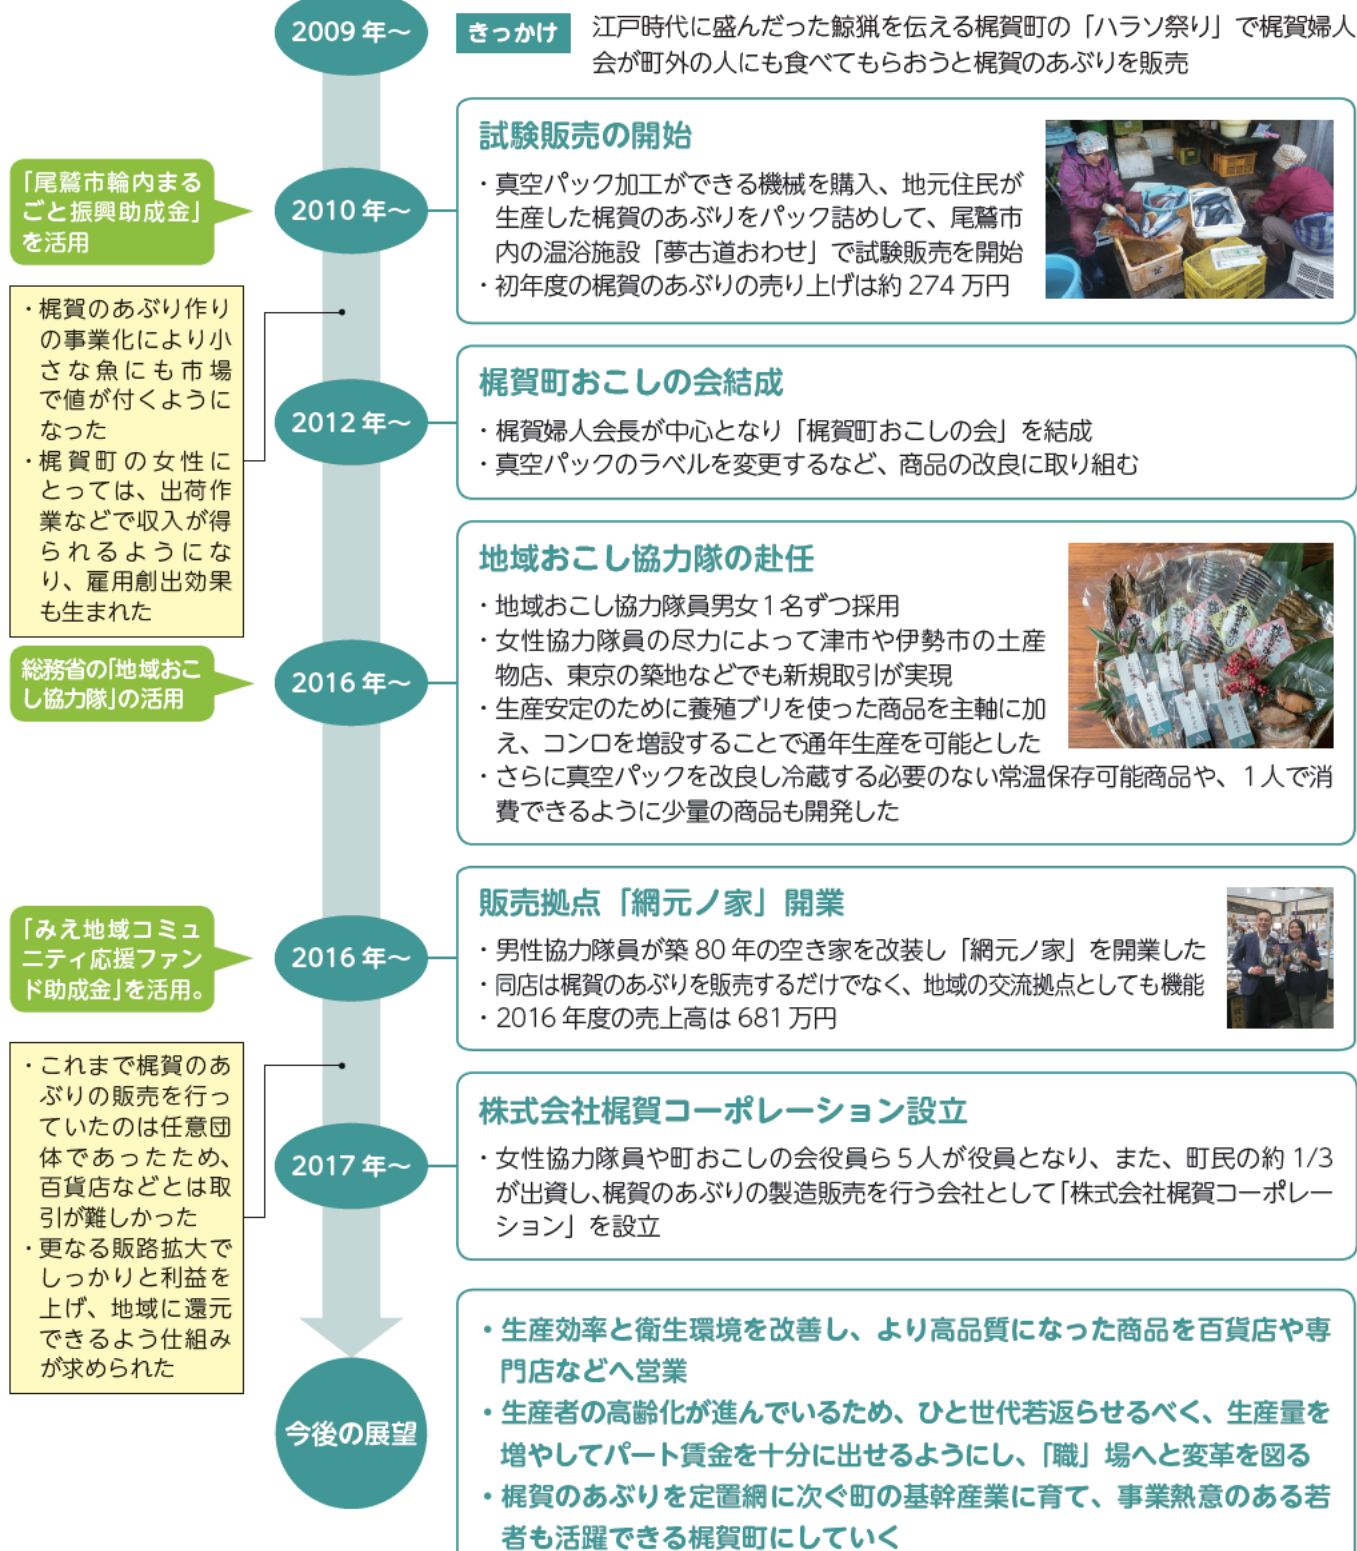 2009 年～
きっかけ
江戸時代に盛んだった鯨猟を伝える梶賀町の「ハラソ祭り」で梶賀婦人
会が町外の人にも食べてもらおうと梶賀のあぶりを販売
「尾鷲市輪内まる
ごと振興助成金」
を活用
2010 年～
試験販売の開始
・真空パック加工ができる機械を購入、地元住民が
生産した梶賀のあぶりをパック詰めして、尾鷲市
内の温浴施設「夢古道おわせ」で試験販売を開始
・初年度の梶賀のあぶりの売り上げは約 274 万円
・梶賀のあぶり作り
の事業化により小
さな魚にも市場
で値が付くように
なった
・梶賀町の女性に
とっては、出荷作
業などで収入が得
られるようにな
り、雇用創出効果
も生まれた
2012 年～
梶賀町おこしの会結成
・梶賀婦人会長が中心となり「梶賀町おこしの会」を結成
・真空パックのラベルを変更するなど、商品の改良に取り組む
総務省の「地域おこ
し協力隊」の活用
2016 年～
地域おこし協力隊の赴任
・地域おこし協力隊員男女1名ずつ採用
・女性協力隊員の尽力によって津市や伊勢市の土産
物店、東京の築地などでも新規取引が実現
・生産安定のために養殖ブリを使った商品を主軸に加
え、コンロを増設することで通年生産を可能とした
・さらに真空パックを改良し冷蔵する必要のない常温保存可能商品や、1人で消
費できるように少量の商品も開発した
「みえ地域コミュ
ニティ応援ファン
ド助成金」を活用。
2016 年～
販売拠点「網元ノ家」開業
・男性協力隊員が築 80 年の空き家を改装し「網元ノ家」を開業した
・同店は梶賀のあぶりを販売するだけでなく、地域の交流拠点としても機能
・2016 年度の売上高は 681 万円
・これまで梶賀のあ
ぶりの販売を行っ
ていたのは任意団
体であったため、
百貨店などとは取
引が難しかった
・更なる販路拡大で
しっかりと利益を
上げ、地域に還元
できるよう仕組み
が求められた
2017 年～
株式会社梶賀コーポレーション設立
・女性協力隊員や町おこしの会役員ら5人が役員となり、また、町民の約 1/3
が出資し、梶賀のあぶりの製造販売を行う会社として「株式会社梶賀コーポレー
ション」を設立
今後の展望
・生産効率と衛生環境を改善し、より高品質になった商品を百貨店や専
門店などへ営業
・生産者の高齢化が進んでいるため、ひと世代若返らせるべく、生産量を
増やしてパート賃金を十分に出せるようにし、「職」場へと変革を図る
・梶賀のあぶりを定置網に次ぐ町の基幹産業に育て、事業熱意のある若
者も活躍できる梶賀町にしていく